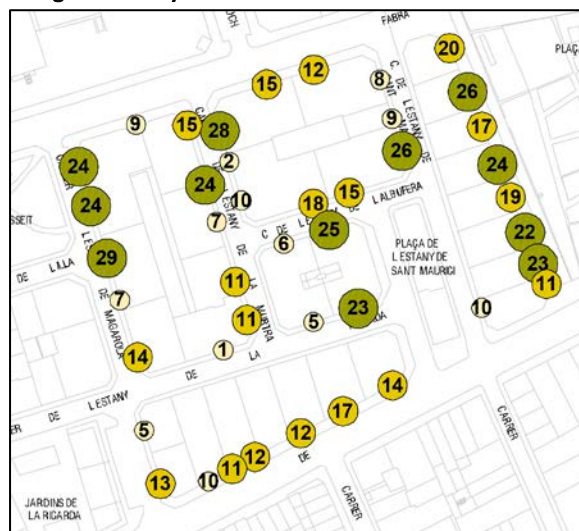 FABRA
PLAÇA
20
12
15
8
26
9
15
28
17
9
C. DE L'ESTANY
26
2
24
24
24
10
15
19
18
L'ALBUFERA
7
24
25
22
6
PLAÇA DE
L'ESTANY DE
SANT MAURICI
DE L'ILLA
29
23
11
11
7
LA MURTRA
23
10
11
5
DE MAGAROLA
1
14
DE LA
14
DE L'ESTANY
17
CARRER
5
12
DE
12
11
10
13
JARDINS DE
LA RICARDA
CARRER